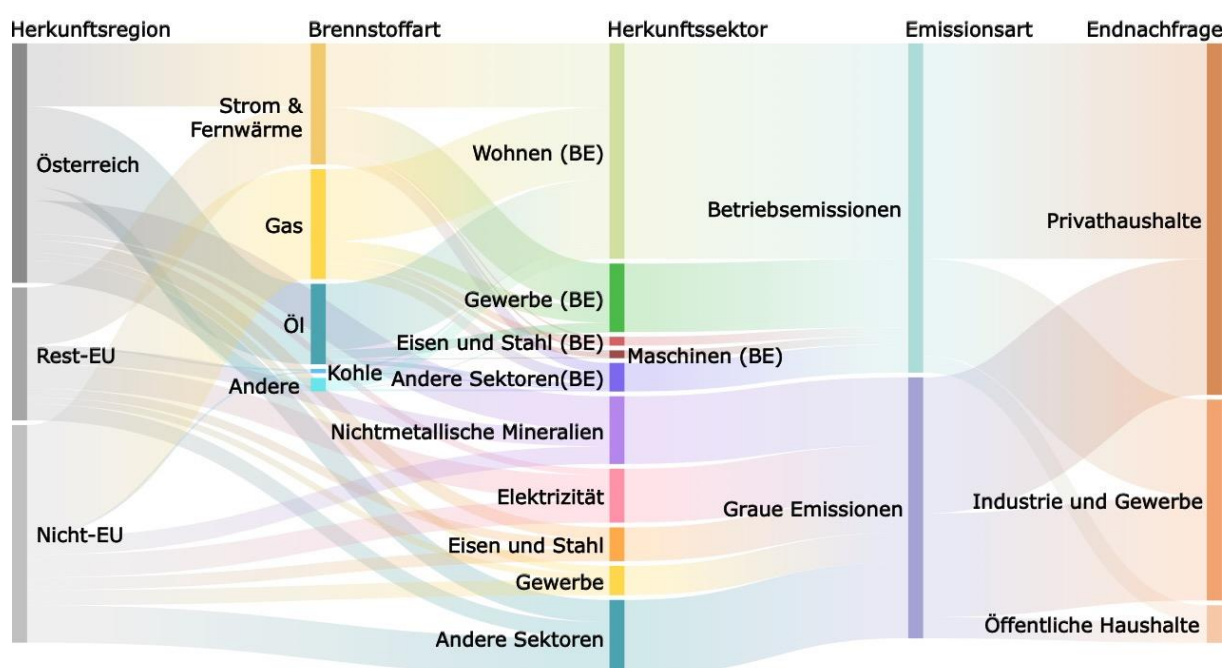 Herkunftsregion
Brennstoffart
Herkunftssektor
Emissionsart
Endnachfrage
Österreich
Rest-EU
Nicht-EU
Strom &
Fernwärme
Gas
Öl
Kohle
Andere
Wohnen (BE)
Gewerbe (BE)
Eisen und Stahl (BE)
Maschinen (BE)
Andere Sektoren(BE)
Nichtmetallische Mineralien
Elektrizität
Eisen und Stahl
Gewerbe
Andere Sektoren
Betriebsemissionen
Graue Emissionen
Privathaushalte
Industrie und Gewerbe
Öffentliche Haushalte